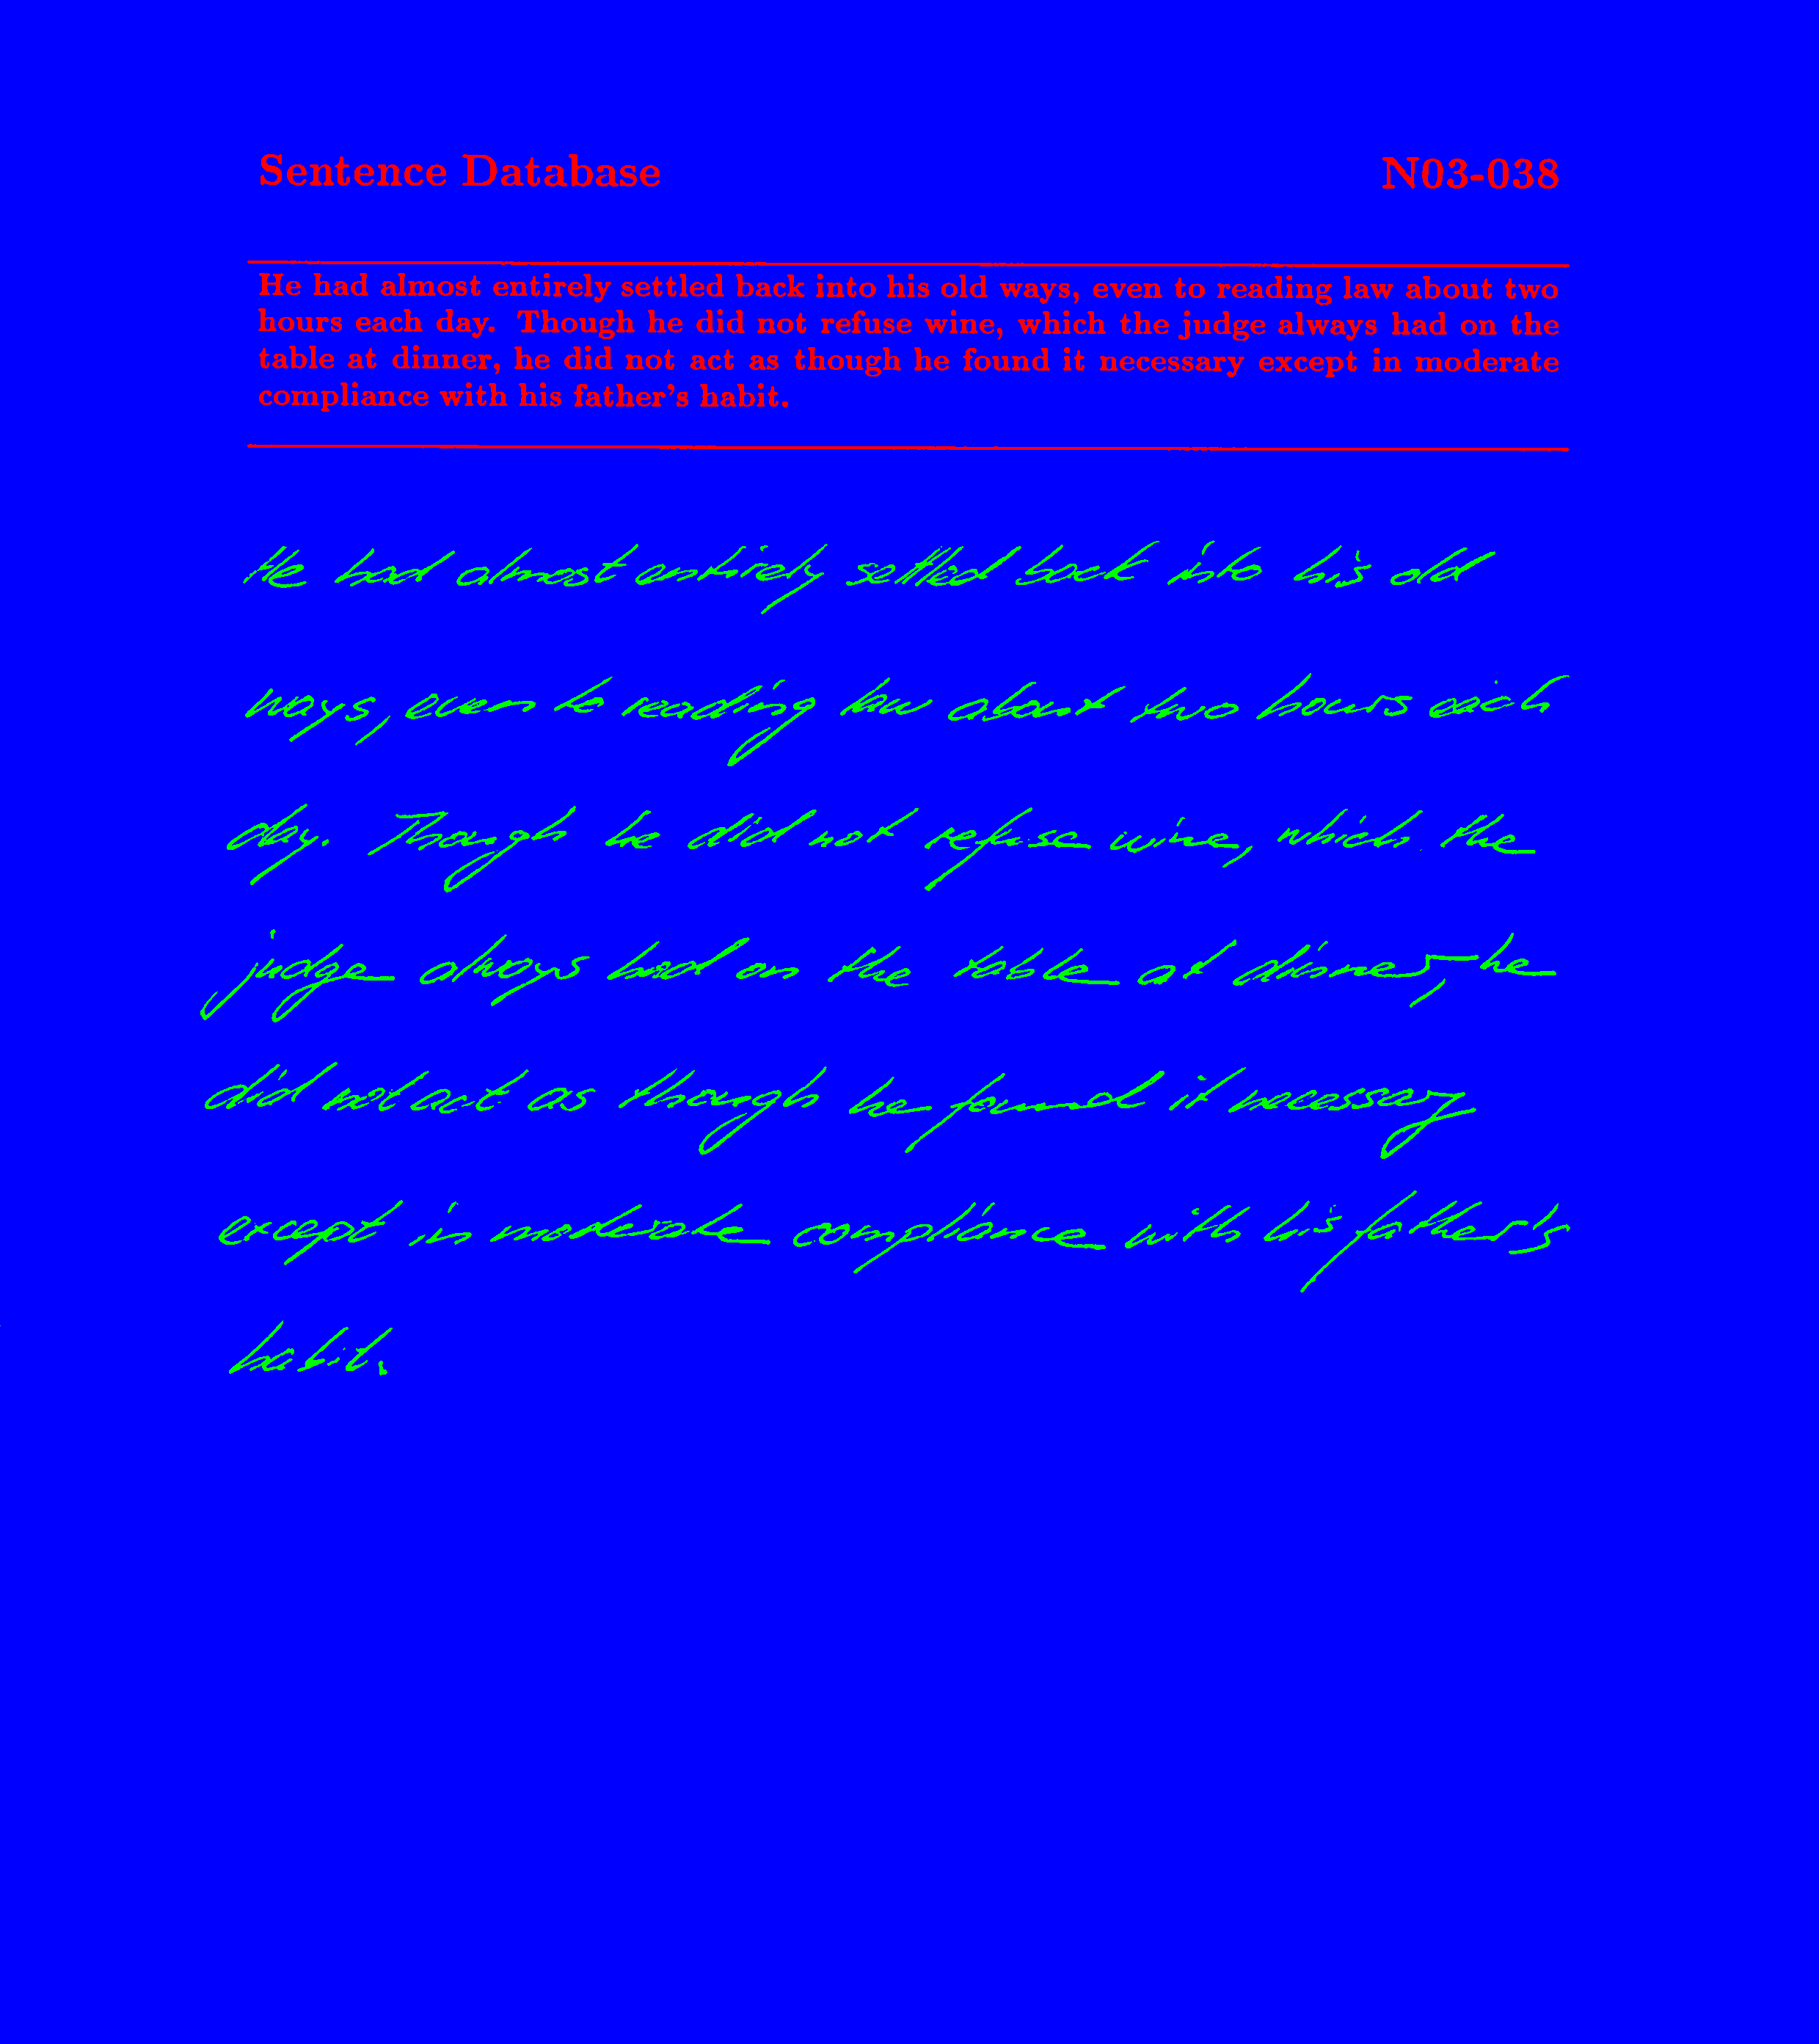 Sentence Database N03-038
He had almost entirely settled back into his old ways, even to reading law about two
hours each day. Though he did not refuse wine, which the judge always had on the
table at dinner, he did not act as though he found it necessary except in moderate
compliance with his father's habit.
He had almost entirely settled back into his old
ways, even to reading law about two hours each
day. Though he did not refuse wine, which the
judge always had on the table at dinner, he
did not act as though he found it necessary
except in moderate compliance with his father's
habit.